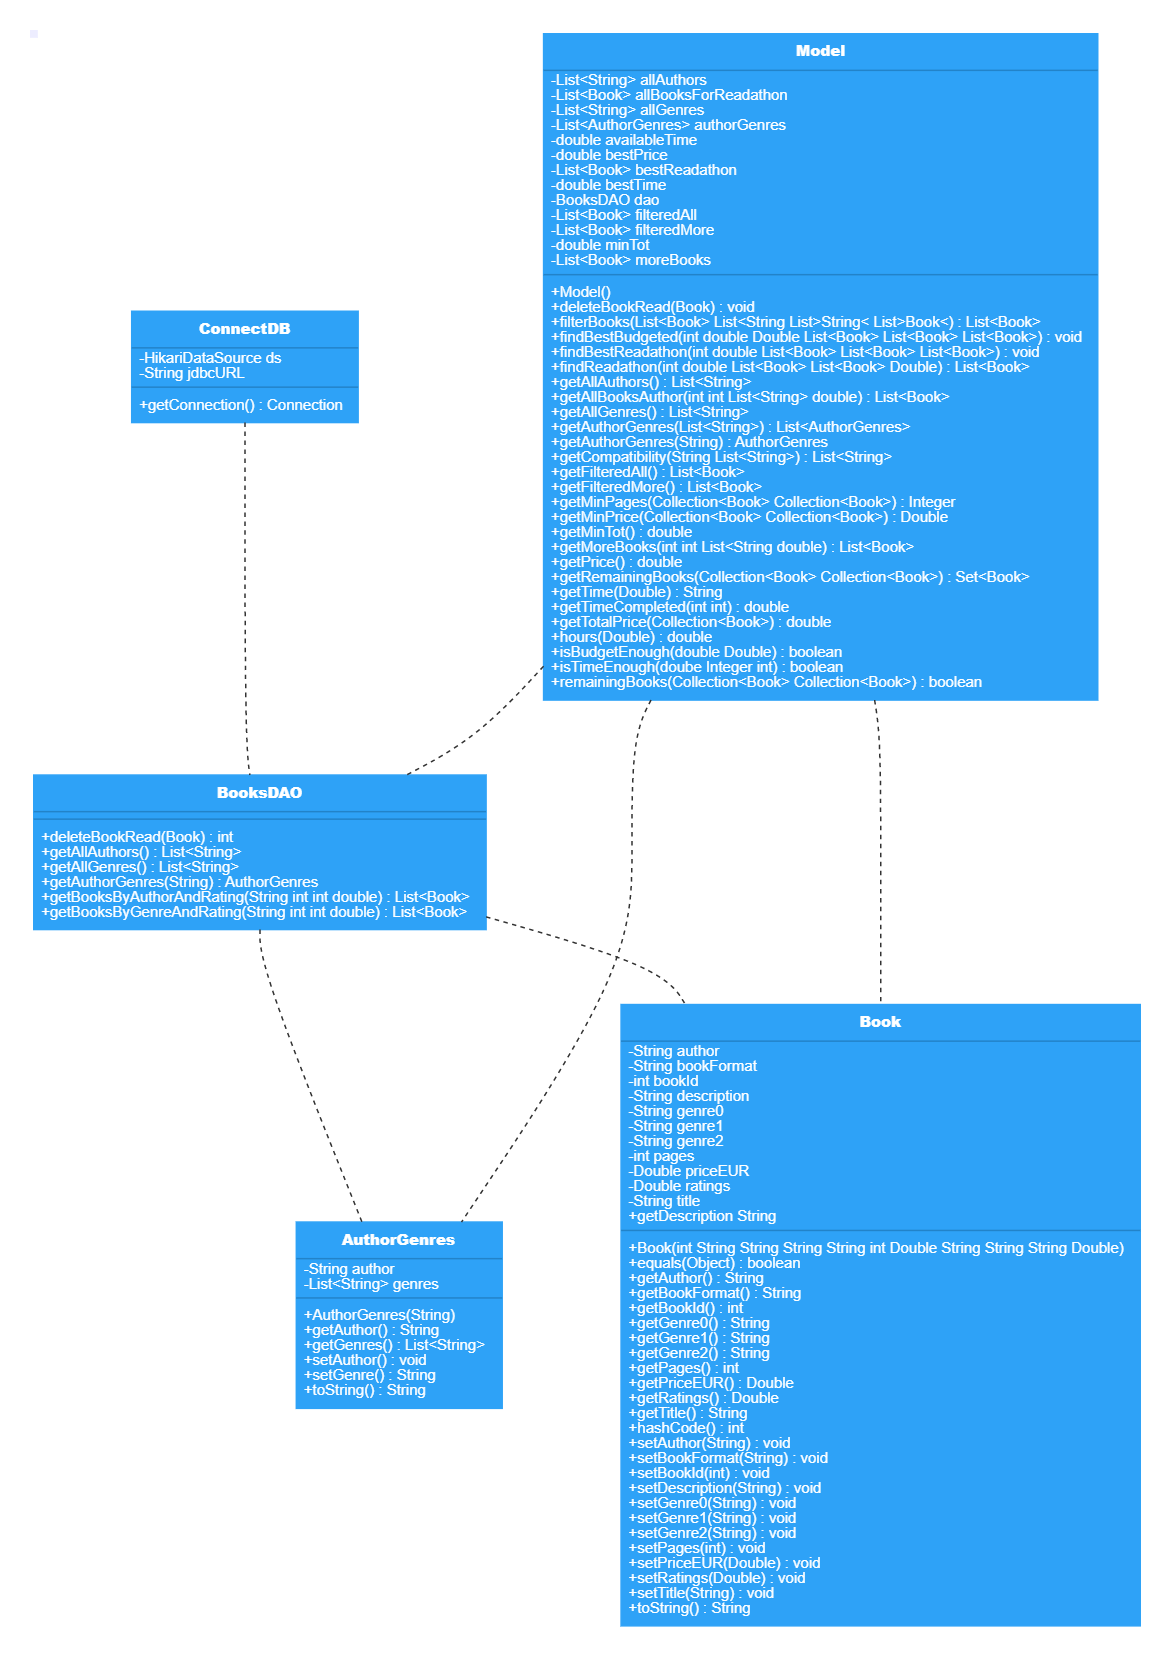 Model
-List<String> allAuthors
-List<Book> allBooksForReadathon
-List<String> allGenres
-List<AuthorGenres> authorGenres
-double availableTime
-double bestPrice
-List<Book> bestReadathon
-double bestTime
-BooksDAO dao
-List<Book> filteredAll
-List<Book> filteredMore
-double minTot
-List<Book> moreBooks
+Model()
+deleteBookRead(Book) : void
+filterBooks(List<Book> List<String List>String< List>Book<) : List<Book>
+findBestBudgeted(int double Double List<Book> List<Book> List<Book>) : void
+findBestReadathon(int double List<Book> List<Book> List<Book>) : void
+findReadathon(int double List<Book> List<Book> Double) : List<Book>
+getAllAuthors() : List<String>
+getAllBooksAuthor(int int List<String> double) : List<Book>
+getAllGenres() : List<String>
+getAuthorGenres(List<String>) : List<AuthorGenres>
+getAuthorGenres(String) : AuthorGenres
+getCompatibility(String List<String>) : List<String>
+getFilteredAll() : List<Book>
+getFilteredMore() : List<Book>
+getMinPages(Collection<Book> Collection<Book>) : Integer
+getMinPrice(Collection<Book> Collection<Book>) : Double
+getMinTot() : double
+getMoreBooks(int int List<String double) : List<Book>
+getPrice() : double
+getRemainingBooks(Collection<Book> Collection<Book>) : Set<Book>
+getTime(Double) : String
+getTimeCompleted(int int) : double
+getTotalPrice(Collection<Book>) : double
+hours(Double) : double
+isBudgetEnough(double Double) : boolean
+isTimeEnough(doube Integer int) : boolean
+remainingBooks(Collection<Book> Collection<Book>) : boolean
ConnectDB
-HikariDataSource ds
-String jdbcURL
+getConnection() : Connection
BooksDAO
+deleteBookRead(Book) : int
+getAllAuthors() : List<String>
+getAllGenres() : List<String>
+getAuthorGenres(String) : AuthorGenres
+getBooksByAuthorAndRating(String int int double) : List<Book>
+getBooksByGenreAndRating(String int int double) : List<Book>
Book
-String author
-String bookFormat
-int bookId
-String description
-String genre0
-String genre1
-String genre2
-int pages
-Double priceEUR
-Double ratings
-String title
+getDescription String
+Book(int String String String String int Double String String String Double)
+equals(Object) : boolean
+getAuthor() : String
+getBookFormat() : String
+getBookId() : int
+getGenre0() : String
+getGenre1() : String
+getGenre2() : String
+getPages() : int
+getPriceEUR() : Double
+getRatings() : Double
+getTitle() : String
+hashCode() : int
+setAuthor(String) : void
+setBookFormat(String) : void
+setBookId(int) : void
+setDescription(String) : void
+setGenre0(String) : void
+setGenre1(String) : void
+setGenre2(String) : void
+setPages(int) : void
+setPriceEUR(Double) : void
+setRatings(Double) : void
+setTitle(String) : void
+toString() : String
AuthorGenres
-String author
-List<String> genres
+AuthorGenres(String)
+getAuthor() : String
+getGenres() : List<String>
+setAuthor() : void
+setGenre() : String
+toString() : String